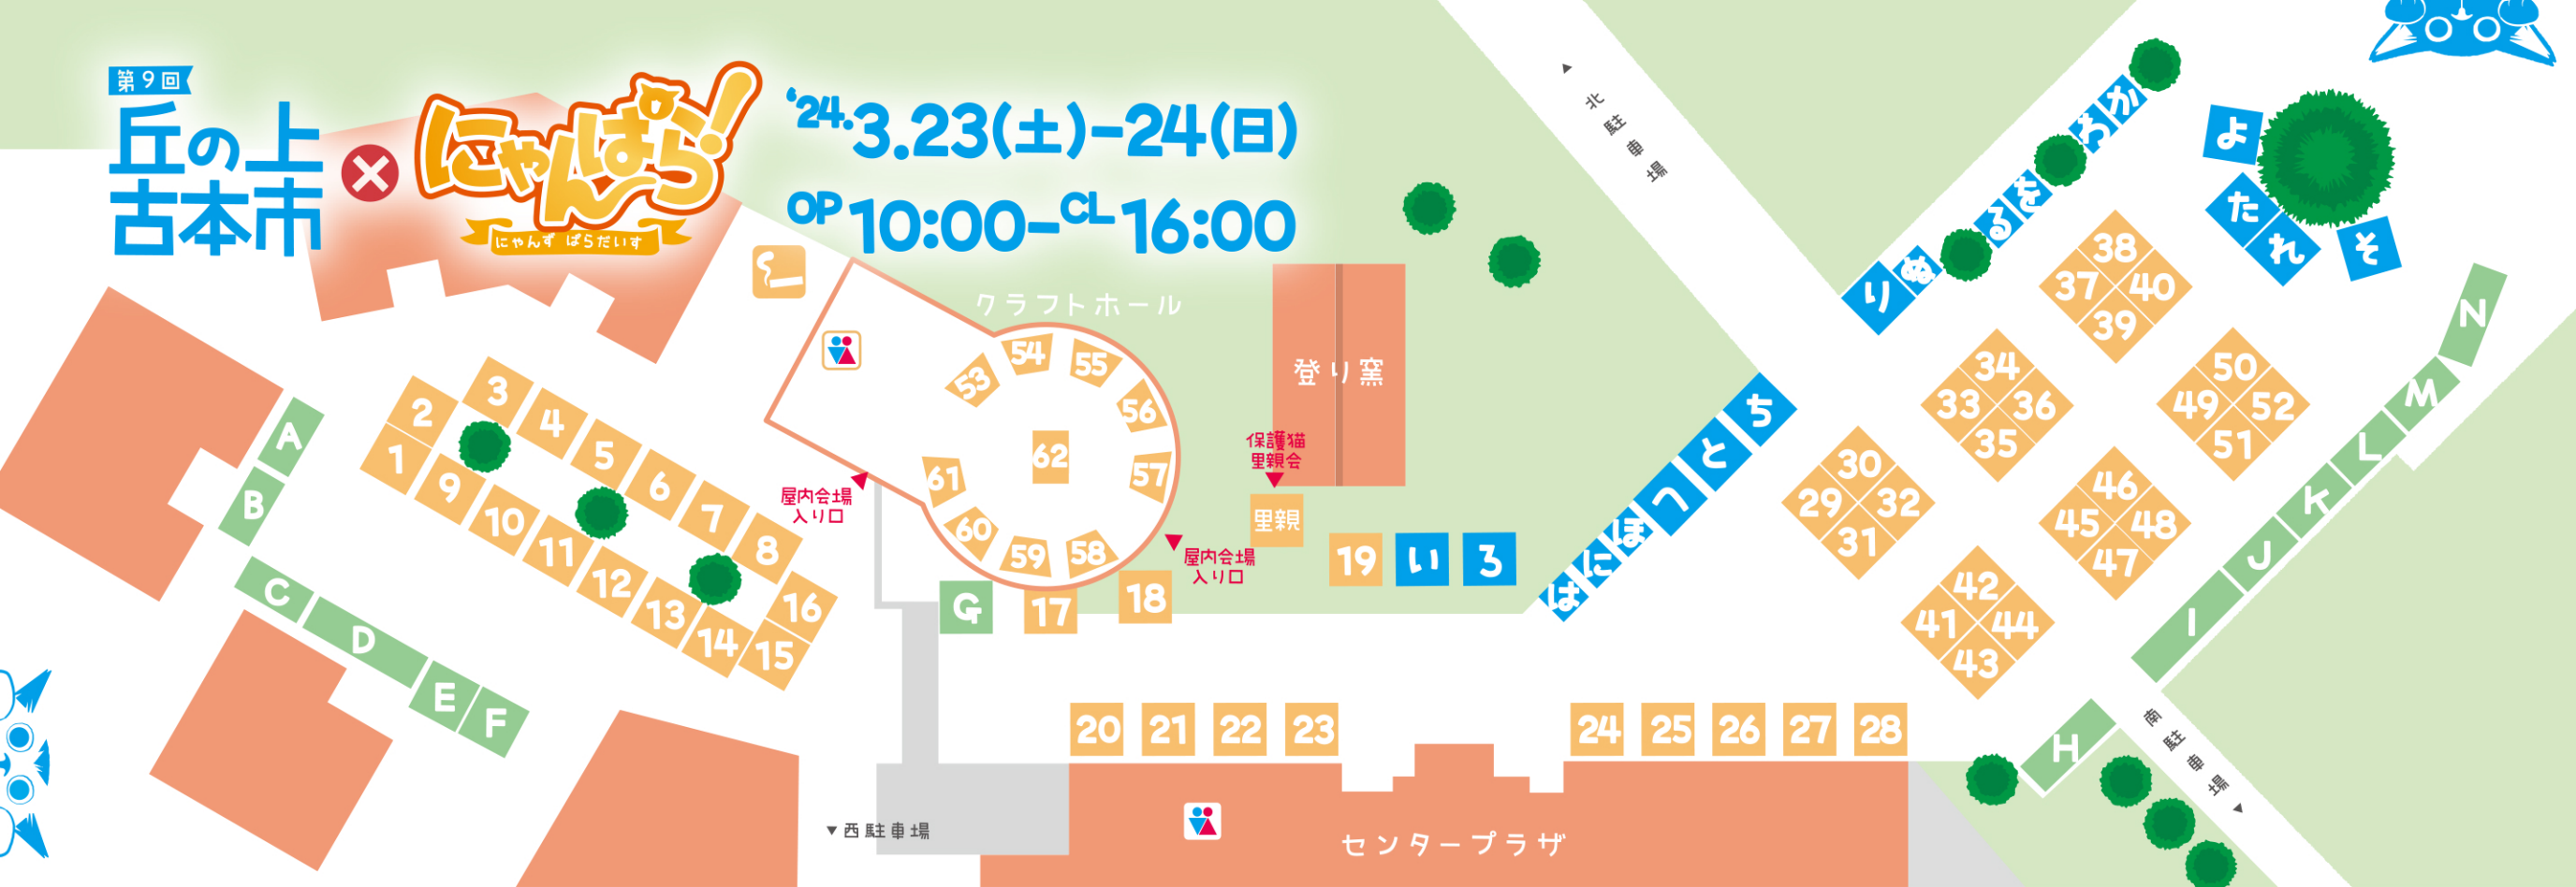 第9回
丘の上
古本市
にゃんぱら!
にゃんず ぱらだいす
'24.3.23(土)-24(日)
OP 10:00-CL 16:00
▲北駐車場
クラフトホール
登り窯
保護猫
里親会
里親
屋内会場
入り口
屋内会場
入り口
1
2
3
4
5
6
7
8
9
10
11
12
13
14
15
16
A
B
C
D
E
F
53
54
55
56
57
58
59
60
61
62
G
17
18
19
い
ろ
は
に
ほ
へ
と
ち
り
ぬ
る
を
わ
か
よ
た
れ
そ
20
21
22
23
24
25
26
27
28
29
30
31
32
33
34
35
36
37
38
39
40
41
42
43
44
45
46
47
48
49
50
51
52
H
I
J
K
L
M
N
南駐車場▼
▼西駐車場
センタープラザ